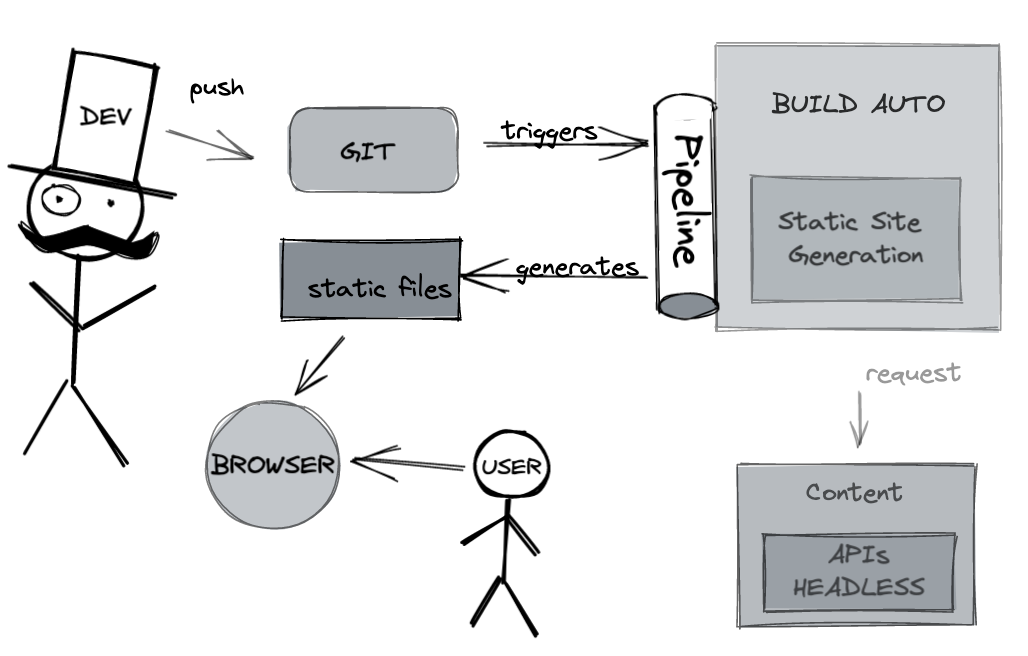 DEV
push
GIT
triggers
Pipeline
BUILD AUTO
Static Site
Generation
static files
generates
request
BROWSER
USER
Content
APIs
HEADLESS